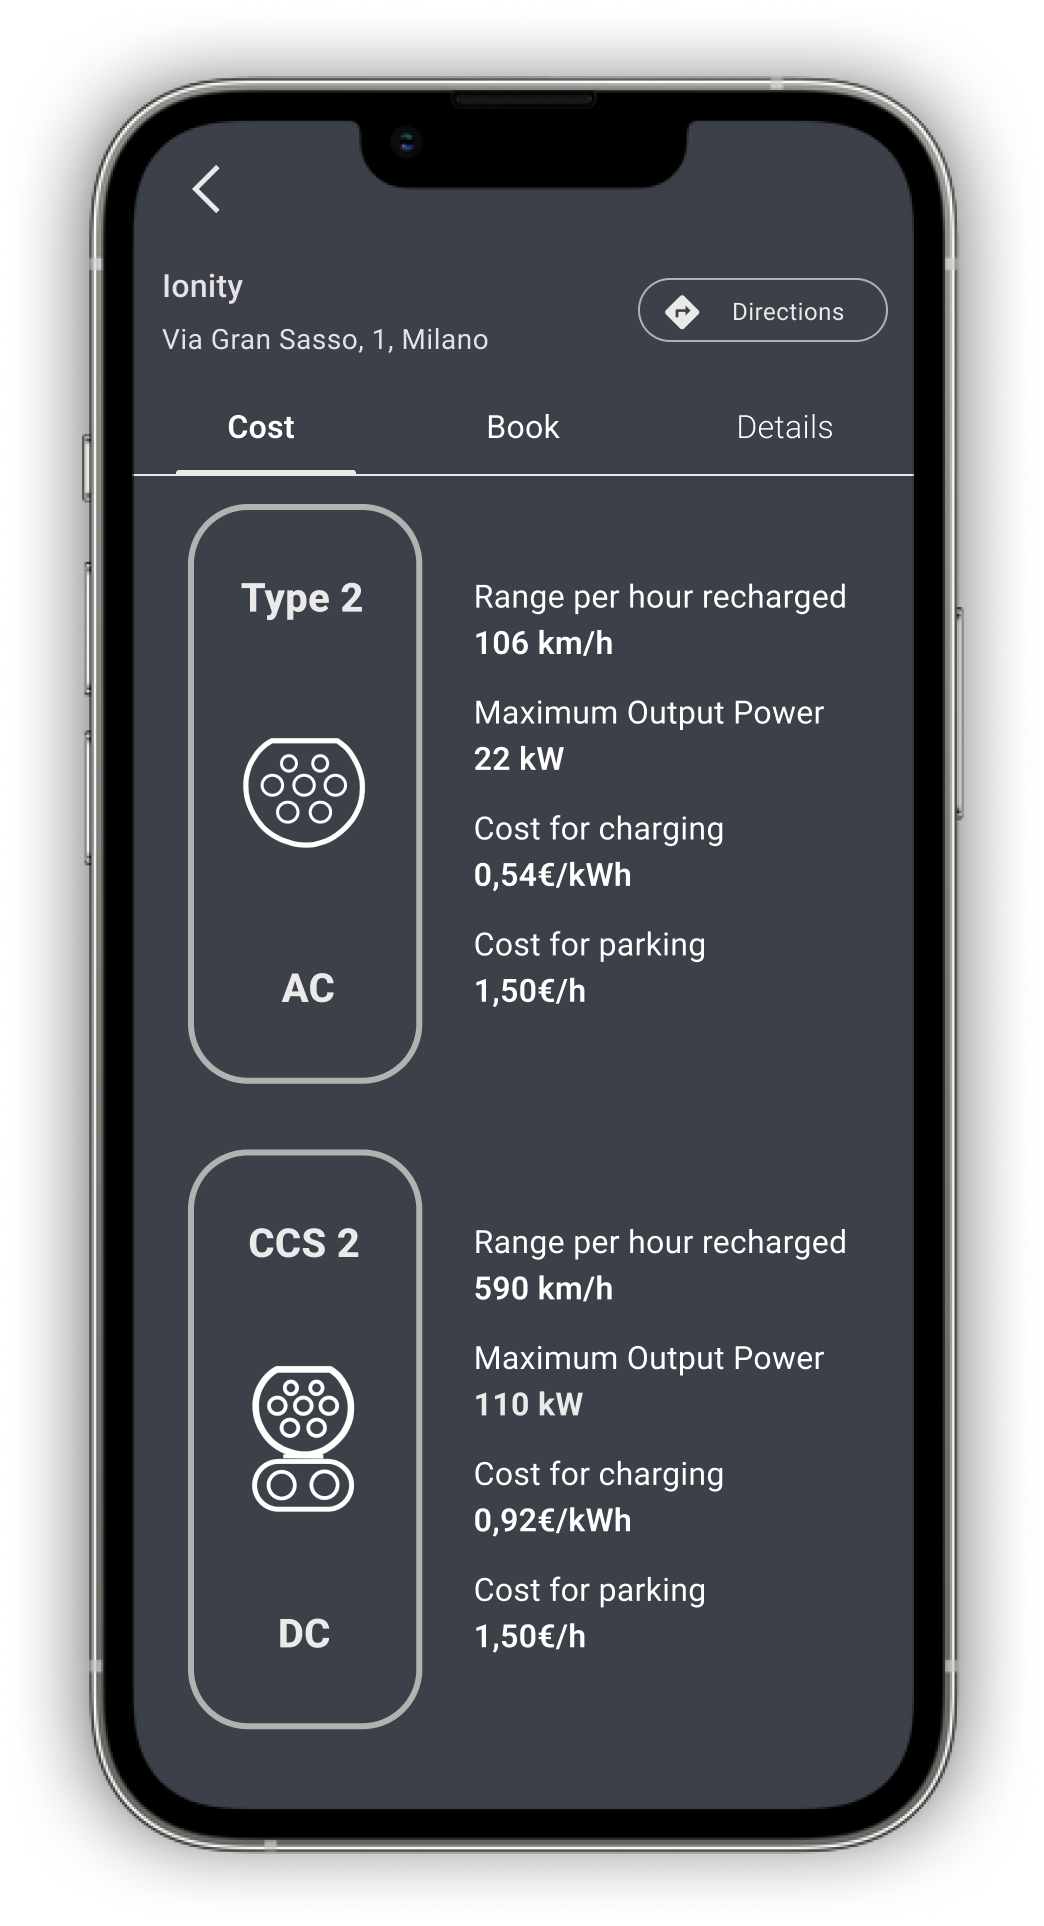 Ionity
Via Gran Sasso, 1, Milano
Directions
Cost
Book
Details
Type 2
AC
Range per hour recharged
106 km/h
Maximum Output Power
22 kW
Cost for charging
0,54€/kWh
Cost for parking
1,50€/h
CCS 2
DC
Range per hour recharged
590 km/h
Maximum Output Power
110 kW
Cost for charging
0,92€/kWh
Cost for parking
1,50€/h